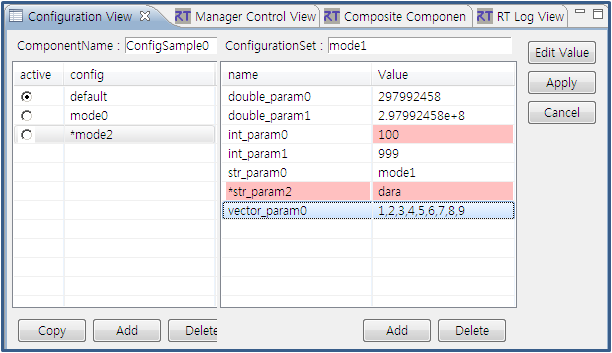 Configuration View RT Manager Control View RT Composite Componen RT RT Log View
ComponentName : ConfigSample0 ConfigurationSet : mode1 Edit Value
active config name Value Apply
default double_param0 297992458
mode0 double_param1 2.97992458e+8 Cancel
*mode2 int_param0 100
int_param1 999
str_param0 mode1
*str_param2 dara
vector_param0 1,2,3,4,5,6,7,8,9
Copy Add Delete Add Delete